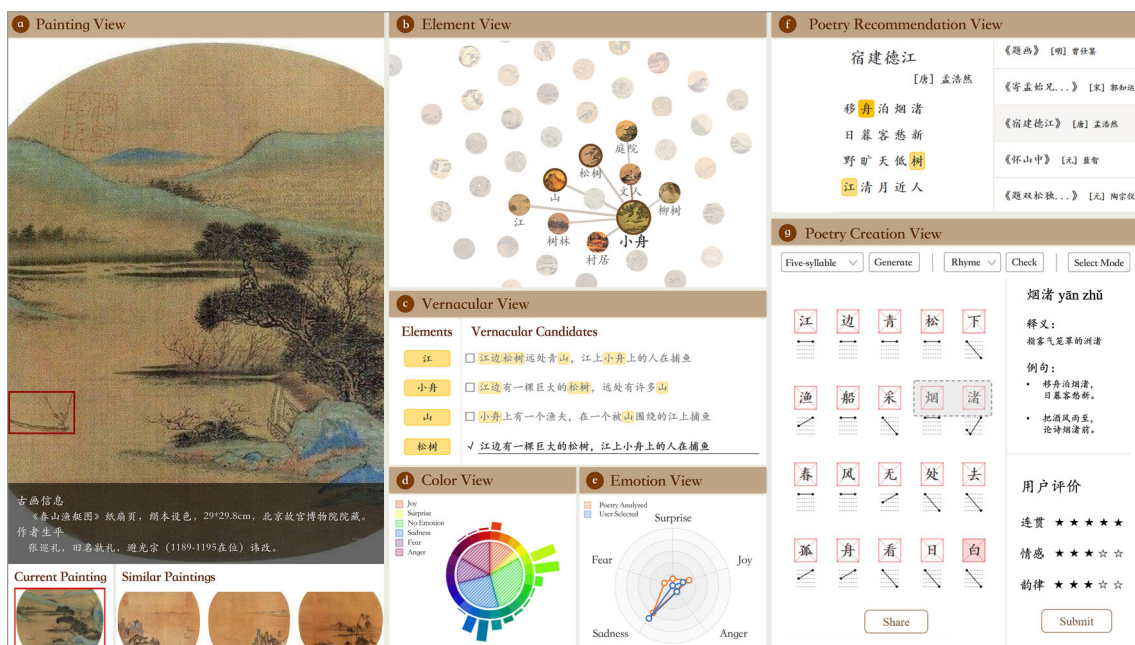 a Painting View
古画信息
《春山渔艇图》纸扇页，绢本设色，29*29.8cm，北京故宫博物院院藏。
作者生平
张巡礼，旧名敦礼，避光宗（1189-1195在位）讳改。
Current Painting
Similar Paintings
b Element View
庭院
松树
文人
山
柳树
江
树林
小舟
村居
c Vernacular View
Elements
Vernacular Candidates
江
江边松树远处青山，江上小舟上的人在捕鱼
小舟
江边有一棵巨大的松树，远处有许多山
山
小舟上有一个渔夫，在一个被山围绕的江上捕鱼
松树
✓ 江边有一棵巨大的松树，江上小舟上的人在捕鱼
d Color View
Joy
Surprise
No Emotion
Sadness
Fear
Anger
e Emotion View
Poetry Analyzed
User Selected
Surprise
Fear
Joy
Sadness
Anger
f Poetry Recommendation View
宿建德江
[唐] 孟浩然
移舟泊烟渚
日暮客愁新
野旷天低树
江清月近人
《题画》 [明] 曾仕鉴
《寄孟始兄...》 [宋] 郭知运
《宿建德江》 [唐] 孟浩然
《怀山中》 [元] 蓝智
《题双松独...》 [元] 陶宗仪
g Poetry Creation View
Five-syllable
Generate
Rhyme
Check
Select Mode
江边青松下
渔船采烟渚
春风无处去
孤舟看日白
Share
烟渚 yān zhǔ
释义：
指雾气笼罩的洲渚
例句：
• 移舟泊烟渚，
日暮客愁新。
• 把酒风雨至，
论诗烟渚前。
用户评价
连贯 ★ ★ ★ ★ ★
情感 ★ ★ ★ ☆ ☆
韵律 ★ ★ ★ ☆ ☆
Submit